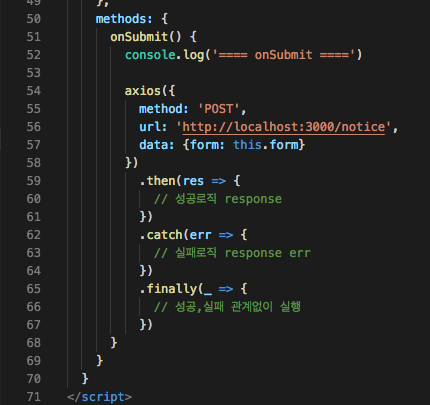 49 },
50 methods: {
51 onSubmit() {
52 console.log('==== onSubmit ====')
53
54 axios({
55 method: 'POST',
56 url: 'http://localhost:3000/notice',
57 data: {form: this.form}
58 })
59 .then(res => {
60 // 성공로직 response
61 })
62 .catch(err => {
63 // 실패로직 response err
64 })
65 .finally(_ => {
66 // 성공,실패 관게없이 실행
67 })
68 }
69 }
70 }
71 </script>